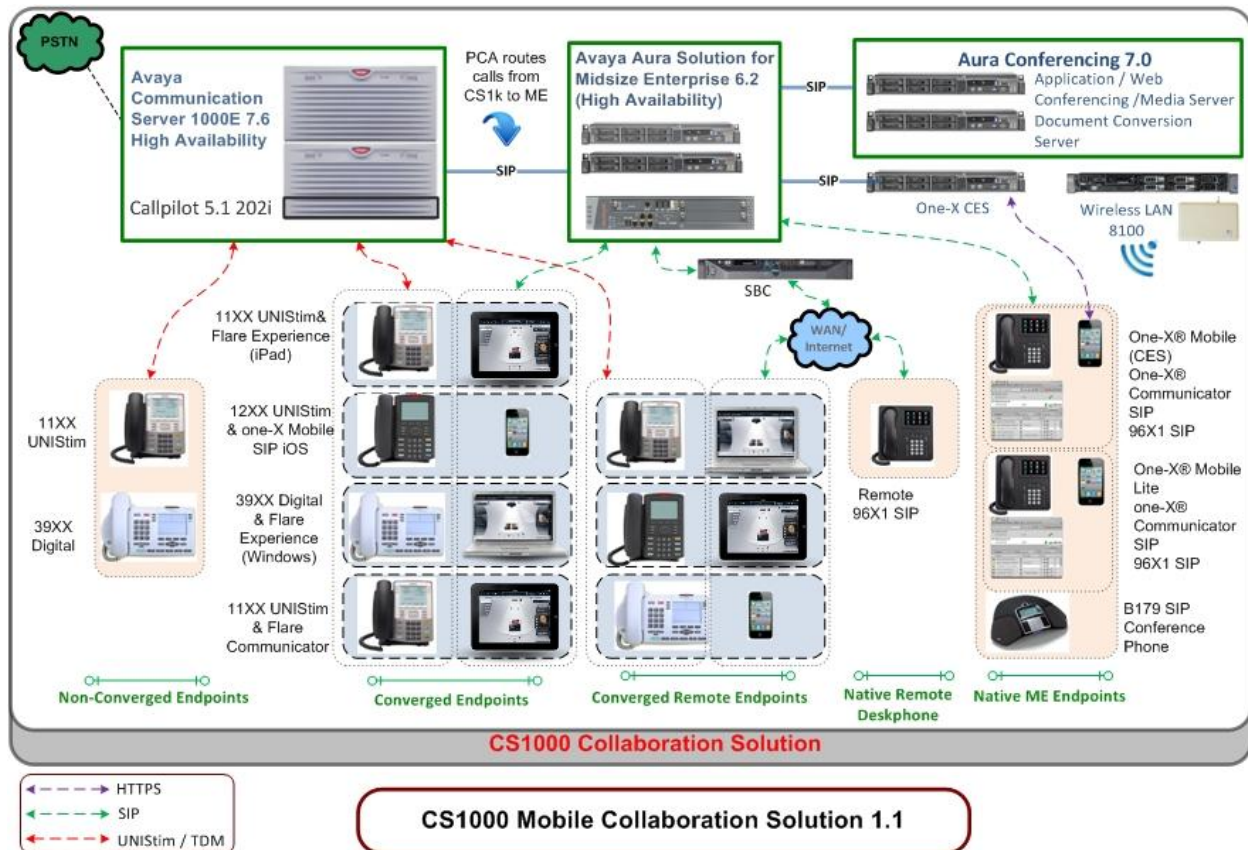 PSTN
Avaya
Communication
Server 1000E 7.6
High Availability
Callpilot 5.1 202i
PCA routes
calls from
CS1k to ME
SIP
Avaya Aura Solution for
Midsize Enterprise 6.2
(High Availability)
SIP
SIP
Aura Conferencing 7.0
Application / Web
Conferencing /Media Server
Document Conversion
Server
One-X CES
Wireless LAN
8100
SBC
WAN/
Internet
11XX
UNIStim
39XX
Digital
11XX UNIStim&
Flare Experience
(iPad)
12XX UNIStim
& one-X Mobile
SIP iOS
39XX Digital
& Flare
Experience
(Windows)
11XX UNIStim
& Flare
Communicator
Remote
96X1 SIP
One-X® Mobile
(CES)
One-X®
Communicator
SIP
96X1 SIP
One-X® Mobile
Lite
one-X®
Communicator
SIP
96X1 SIP
B179 SIP
Conference
Phone
Non-Converged Endpoints
Converged Endpoints
Converged Remote Endpoints
Native Remote
Deskphone
Native ME Endpoints
CS1000 Collaboration Solution
HTTPS
SIP
UNIStim / TDM
CS1000 Mobile Collaboration Solution 1.1